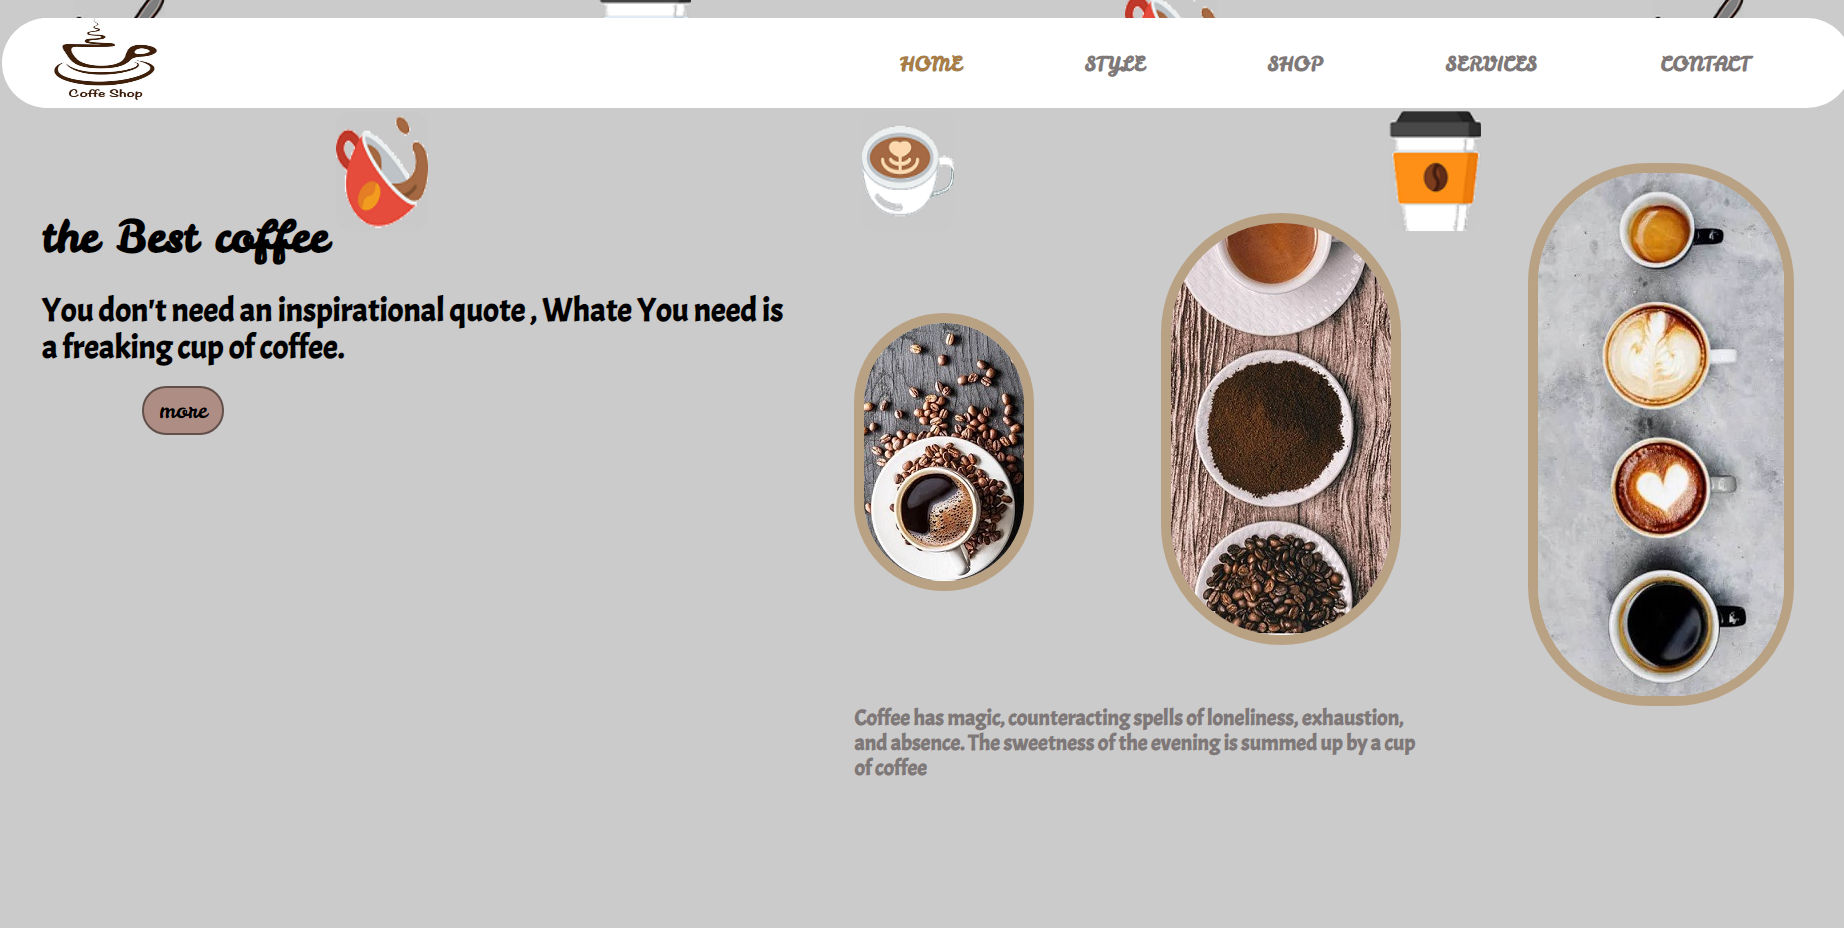 Coffe Shop
HOME STYLE SHOP SERVICES CONTACT
the Best coffee
You don't need an inspirational quote , Whate You need is
a freaking cup of coffee.
more
Coffee has magic, counteracting spells of loneliness, exhaustion,
and absence. The sweetness of the evening is summed up by a cup
of coffee